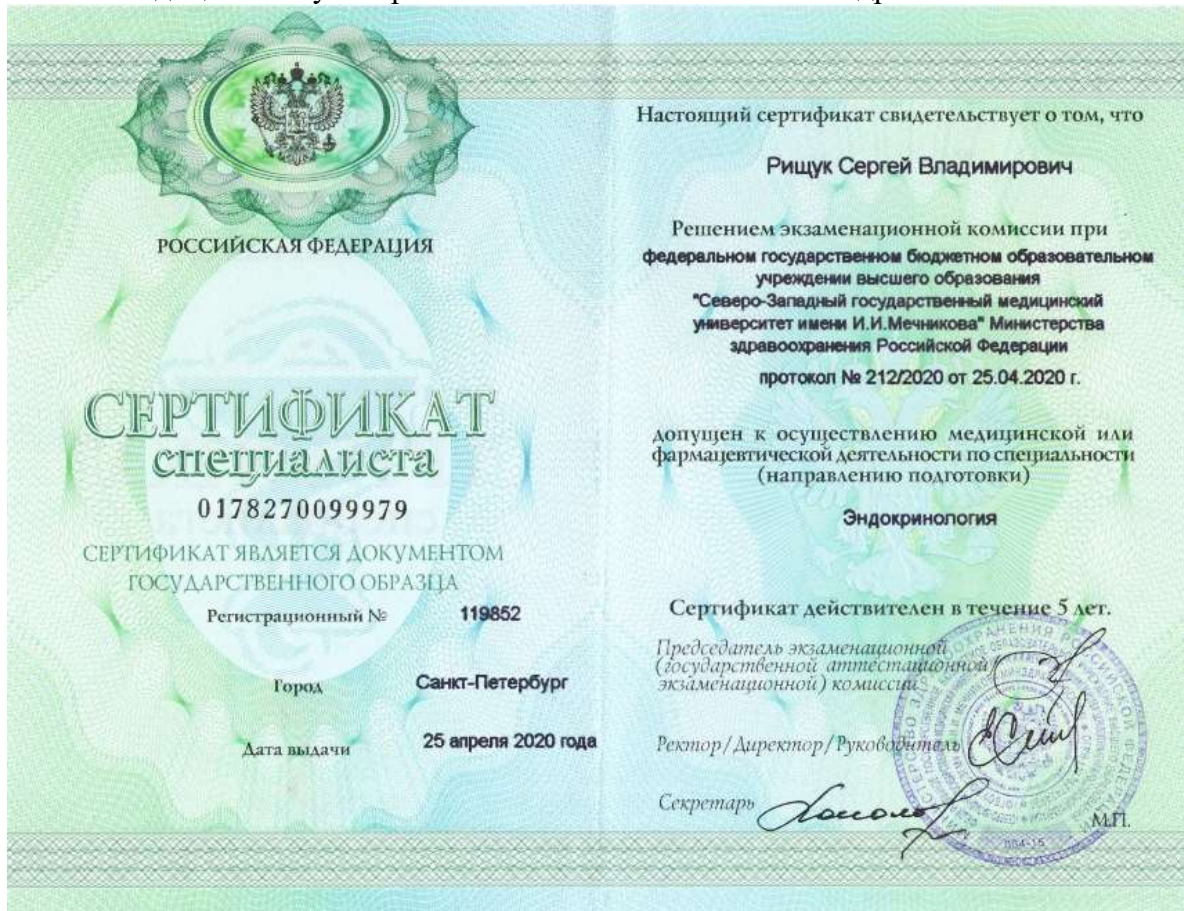 РОССИЙСКАЯ ФЕДЕРАЦИЯ
СЕРТИФИКАТ
специалиста
0178270099979
СЕРТИФИКАТ ЯВЛЯЕТСЯ ДОКУМЕНТОМ
ГОСУДАРСТВЕННОГО ОБРАЗЦА
Регистрационный № 119852
Город Санкт-Петербург
Дата выдачи 25 апреля 2020 года
Настоящий сертификат свидетельствует о том, что
Рищук Сергей Владимирович
Решением экзаменационной комиссии при
федеральном государственном бюджетном образовательном
учреждении высшего образования
"Северо-Западный государственный медицинский
университет имени И.И.Мечникова" Министерства
здравоохранения Российской Федерации
протокол № 212/2020 от 25.04.2020 г.
допущен к осуществлению медицинской или
фармацевтической деятельности по специальности
(направлению подготовки)
Эндокринология
Сертификат действителен в течение 5 лет.
Председатель экзаменационной
(государственной аттестационной/
экзаменационной) комиссии
Ректор/Директор/Руководитель
Секретарь
М.П.